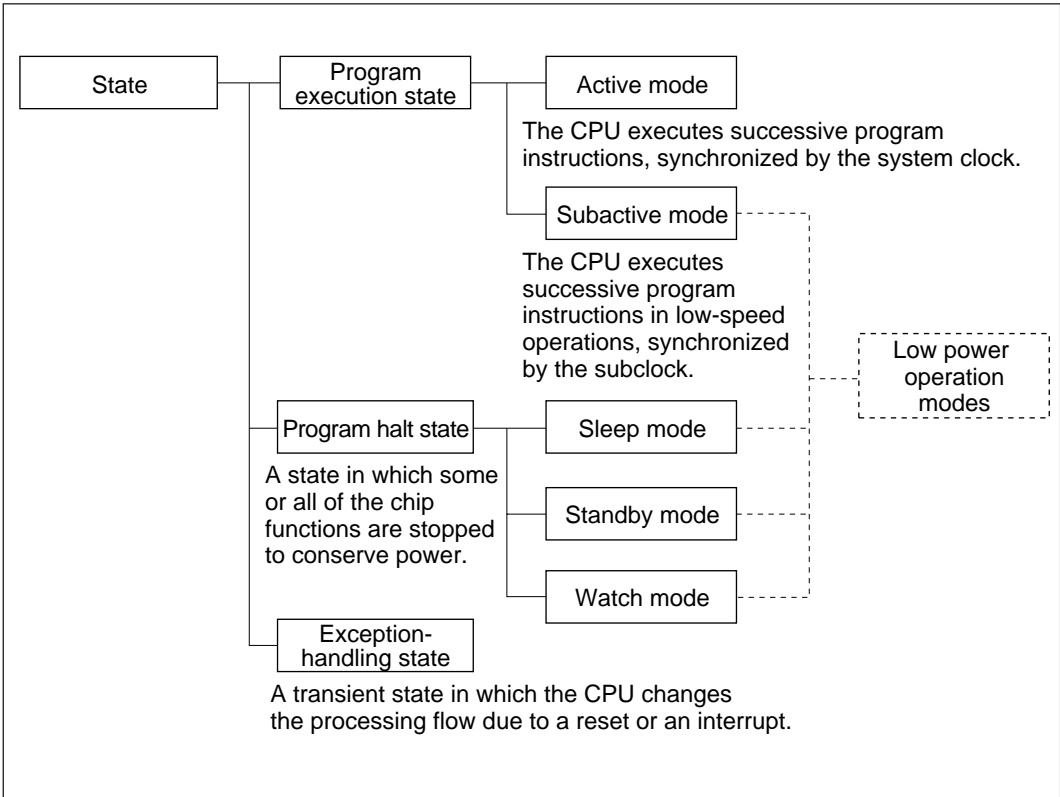 State
Program
execution state
Active mode
The CPU executes successive program
instructions, synchronized by the system clock.
Subactive mode
The CPU executes
successive program
instructions in low-speed
operations, synchronized
by the subclock.
Low power
operation
modes
Program halt state
A state in which some
or all of the chip
functions are stopped
to conserve power.
Sleep mode
Standby mode
Watch mode
Exception-
handling state
A transient state in which the CPU changes
the processing flow due to a reset or an interrupt.